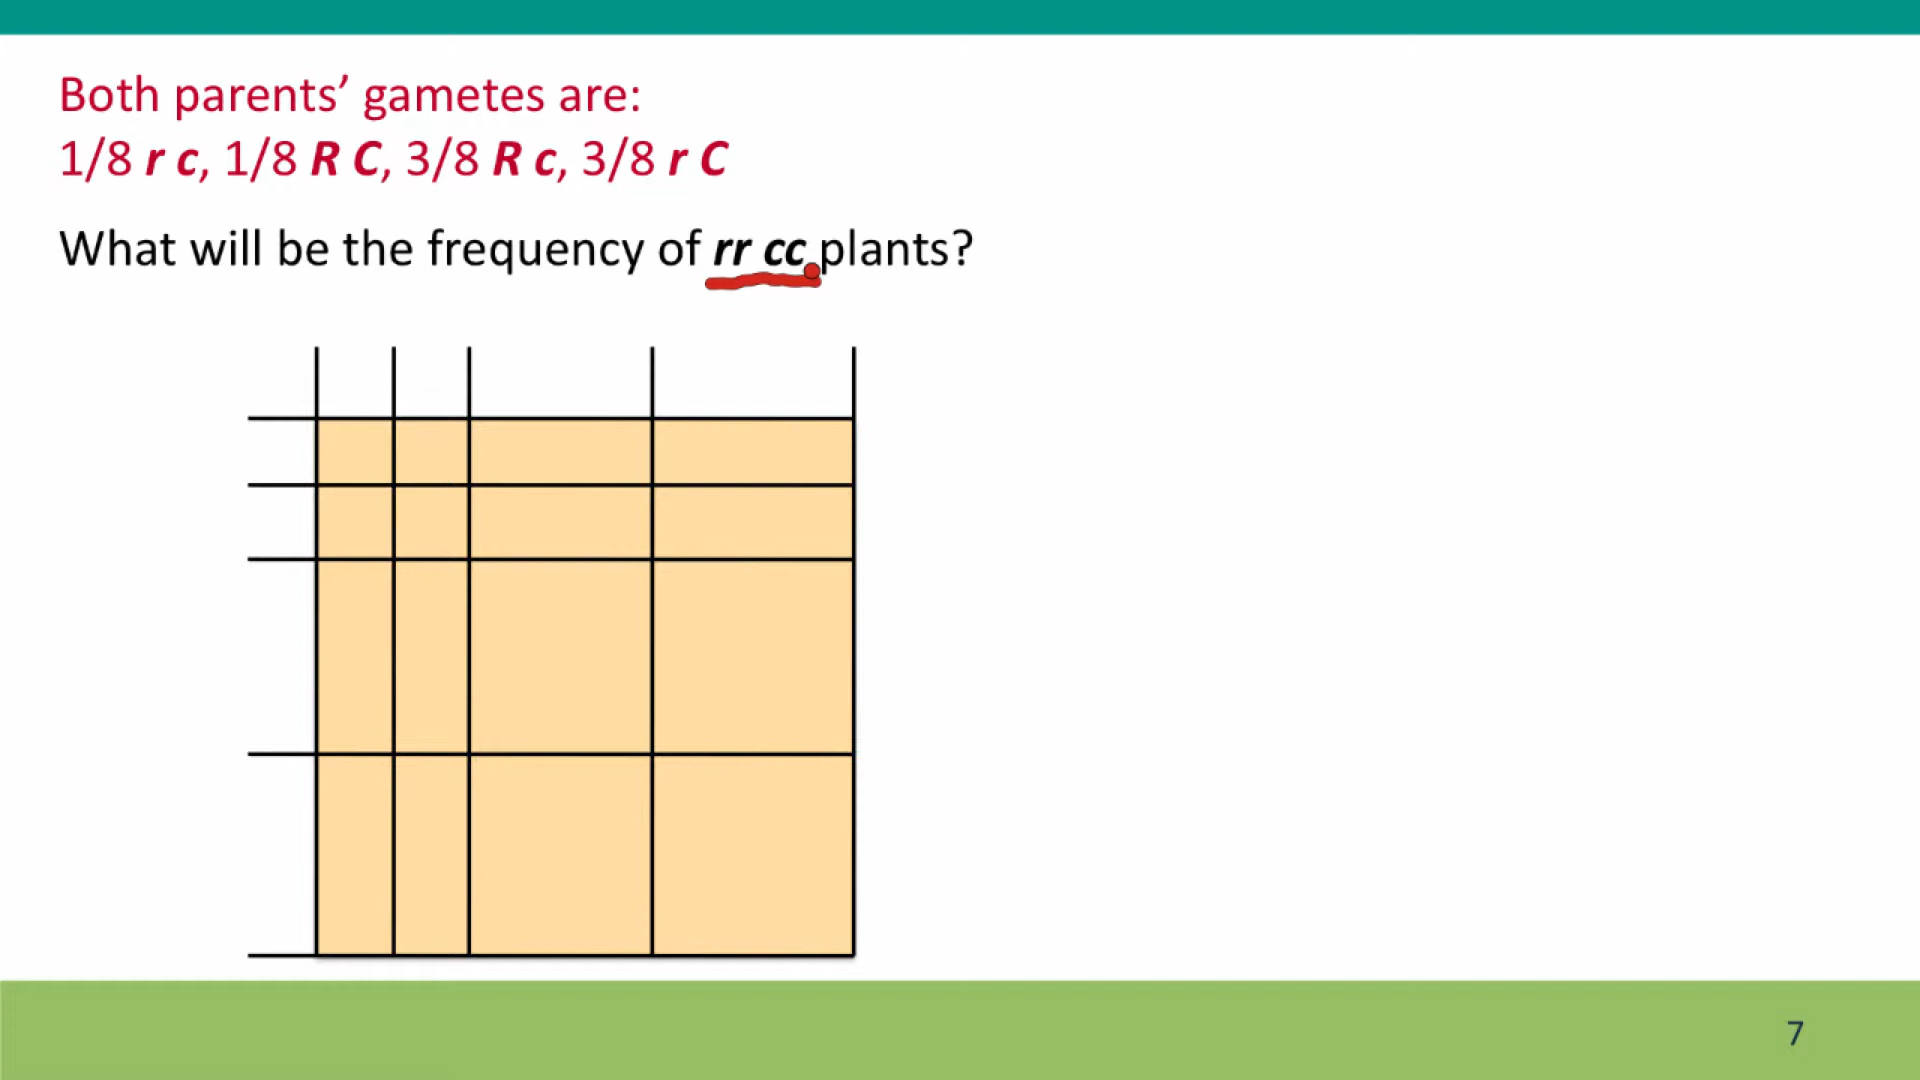 Both parents’ gametes are:
1/8 r c, 1/8 R C, 3/8 R c, 3/8 r C
What will be the frequency of rr cc plants?
7